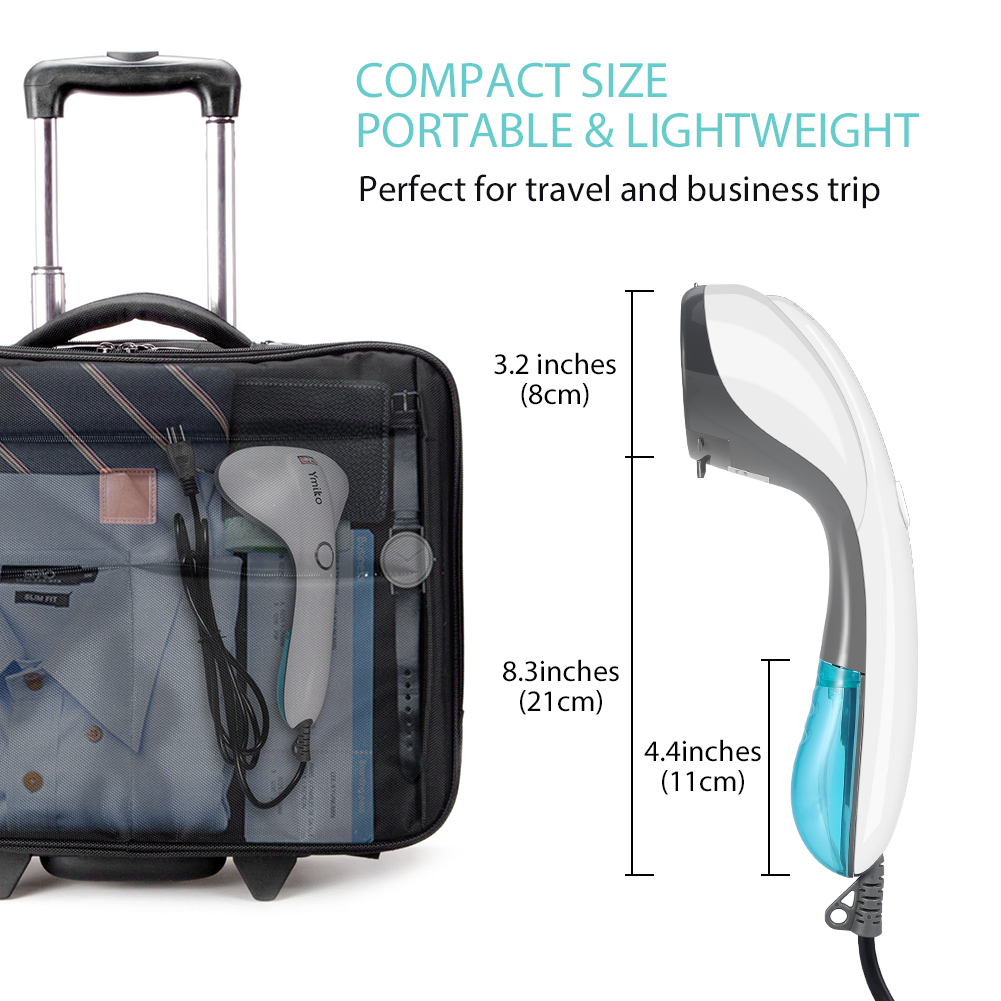 COMPACT SIZE
PORTABLE & LIGHTWEIGHT
Perfect for travel and business trip
3.2 inches
(8cm)
8.3inches
(21cm)
4.4inches
(11cm)
Ymiko
SLIM FIT